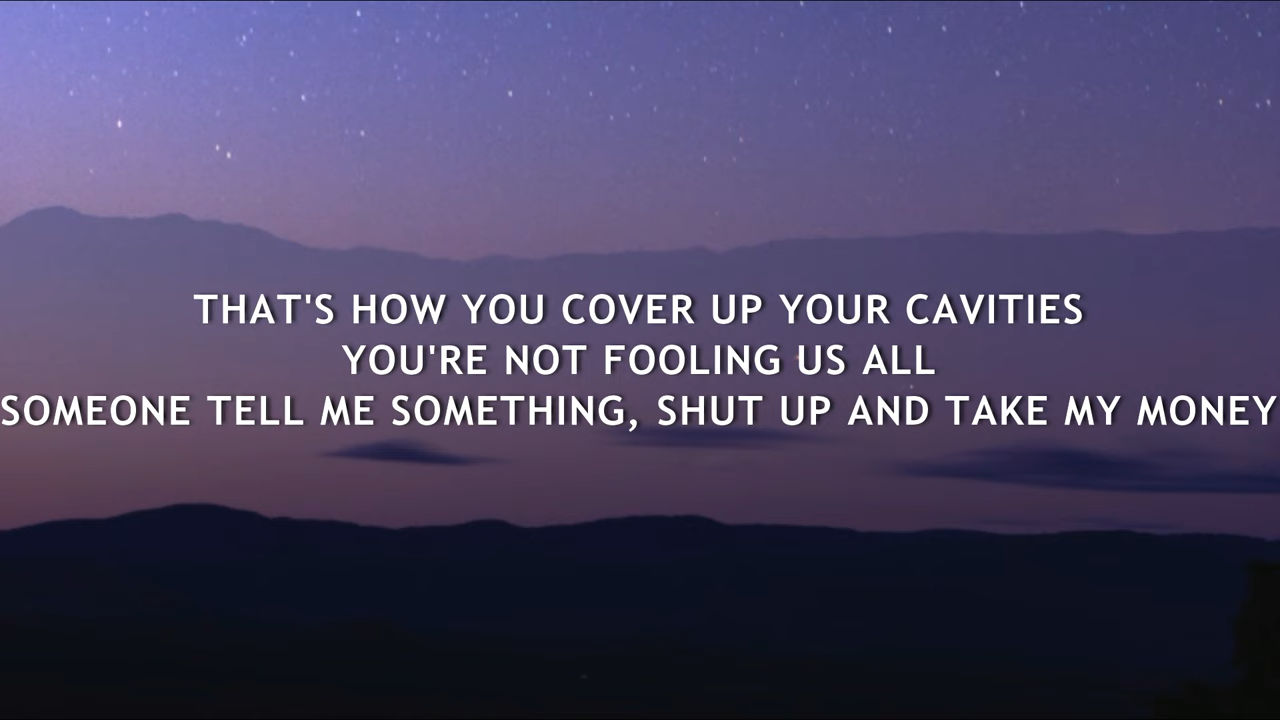 THAT'S HOW YOU COVER UP YOUR CAVITIES
YOU'RE NOT FOOLING US ALL
SOMEONE TELL ME SOMETHING, SHUT UP AND TAKE MY MONEY